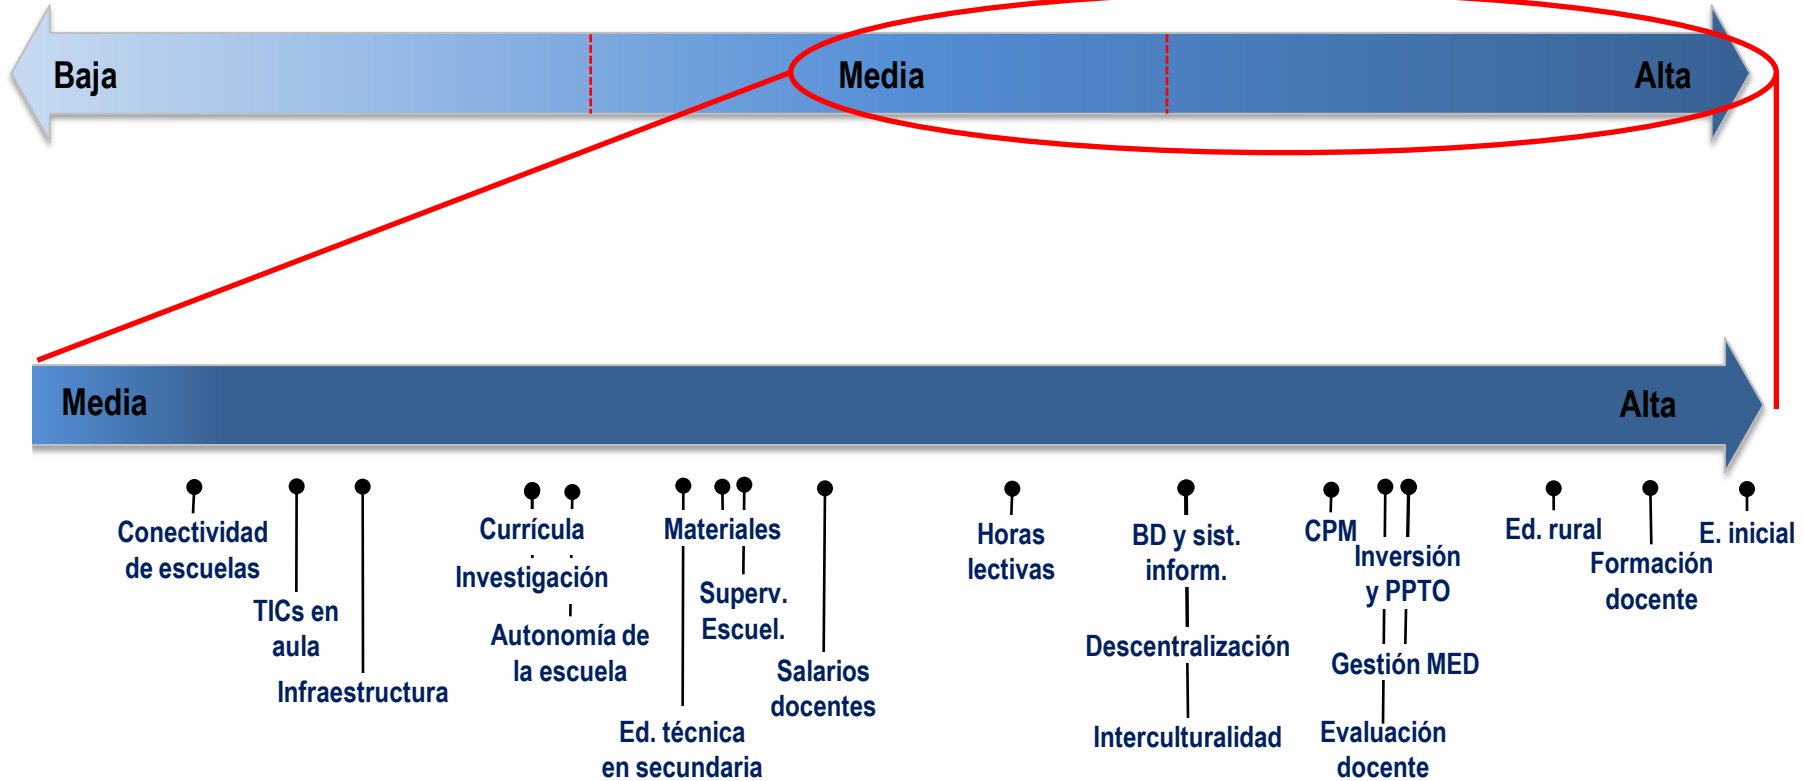 Baja
Media
Alta
Media
Alta
Conectividad
de escuelas
TICs en
aula
Infraestructura
Currícula
Investigación
Autonomía de
la escuela
Materiales
Superv.
Escuel.
Ed. técnica
en secundaria
Salarios
docentes
Horas
lectivas
BD y sist.
inform.
Descentralización
Interculturalidad
CPM
Inversión
y PPTO
Gestión MED
Evaluación
docente
Ed. rural
Formación
docente
E. inicial